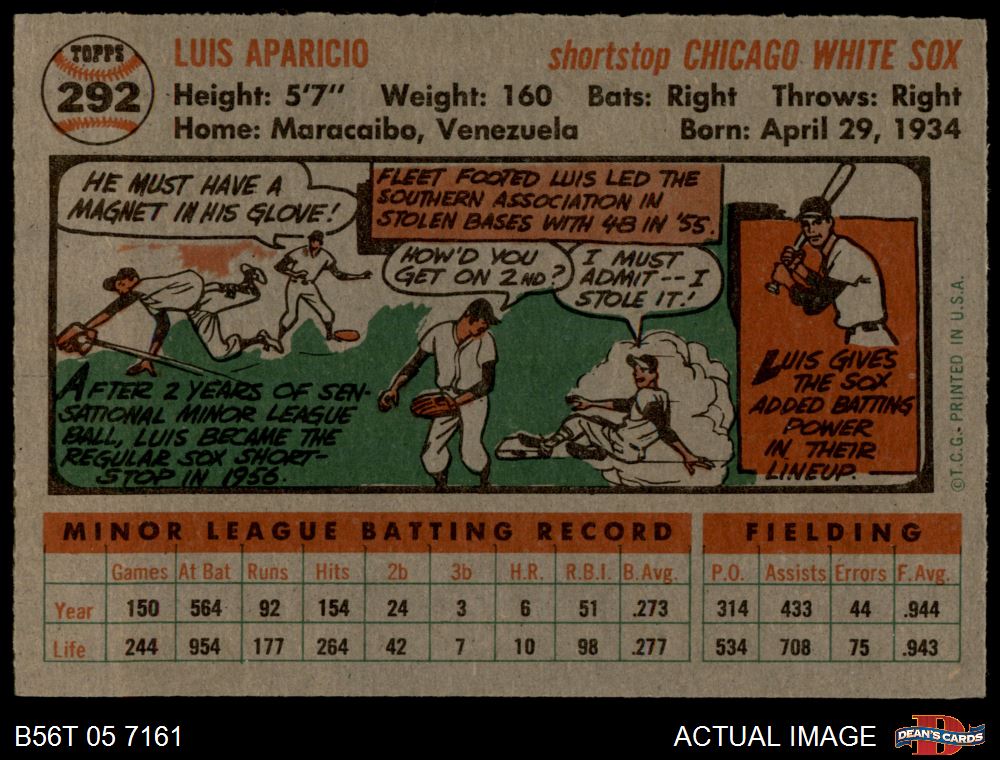 TOPPS
292
LUIS APARICIO shortstop CHICAGO WHITE SOX
Height: 5'7" Weight: 160 Bats: Right Throws: Right
Home: Maracaibo, Venezuela Born: April 29, 1934
HE MUST HAVE A
MAGNET IN HIS GLOVE!
FLEET FOOTED LUIS LED THE
SOUTHERN ASSOCIATION IN
STOLEN BASES WITH 48 IN '55.
HOW'D YOU
GET ON 2ND?
I MUST
ADMIT-- I
STOLE IT!
AFTER 2 YEARS OF SEN-
SATIONAL MINOR LEAGUE
BALL, LUIS BECAME THE
REGULAR SOX SHORT-
STOP IN 1956.
LUIS GIVES
THE SOX
ADDED BATTING
POWER
IN THEIR
LINEUP.
©T.C.G.- PRINTED IN U.S.A.
MINOR LEAGUE BATTING RECORD FIELDING
Games At Bat Runs Hits 2b 3b H.R. R.B.I. B.Avg. P.O. Assists Errors F.Avg.
Year 150 564 92 154 24 3 6 51 .273 314 433 44 .944
Life 244 954 177 264 42 7 10 98 .277 534 708 75 .943
B56T 05 7161 ACTUAL IMAGE
D
DEAN'S CARDS